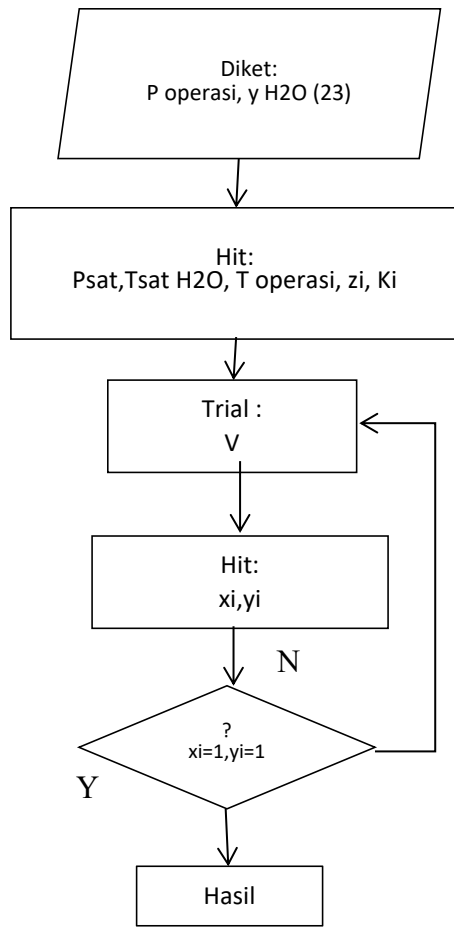 Diket:
P operasi, y H2O (23)
Hit:
Psat,Tsat H2O, T operasi, zi, Ki
Trial :
V
Hit:
xi,yi
N
?
xi=1,yi=1
Y
Hasil